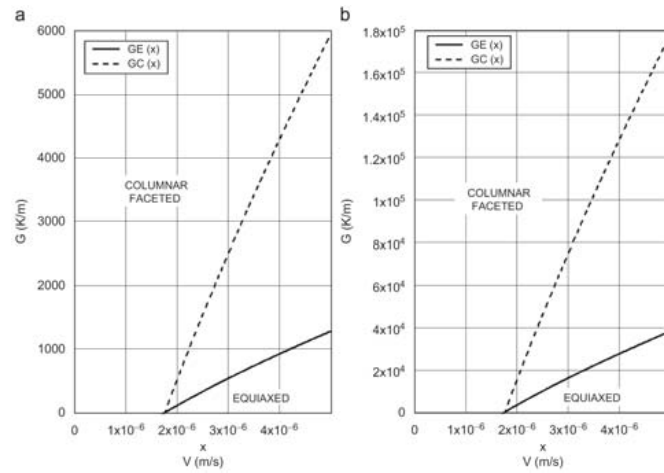 a
GE (x)
GC (x)
6000
5000
4000
3000
2000
1000
0
G (K/m)
COLUMNAR
FACETED
EQUIAXED
0
1x10⁻⁶
2x10⁻⁶
3x10⁻⁶
4x10⁻⁶
x
V (m/s)
b
GE (x)
GC (x)
1.8x10⁵
1.6x10⁵
1.4x10⁵
1.2x10⁵
1x10⁵
8x10⁴
6x10⁴
4x10⁴
2x10⁴
0
G (K/m)
COLUMNAR
FACETED
EQUIAXED
0
1x10⁻⁶
2x10⁻⁶
3x10⁻⁶
4x10⁻⁶
x
V (m/s)